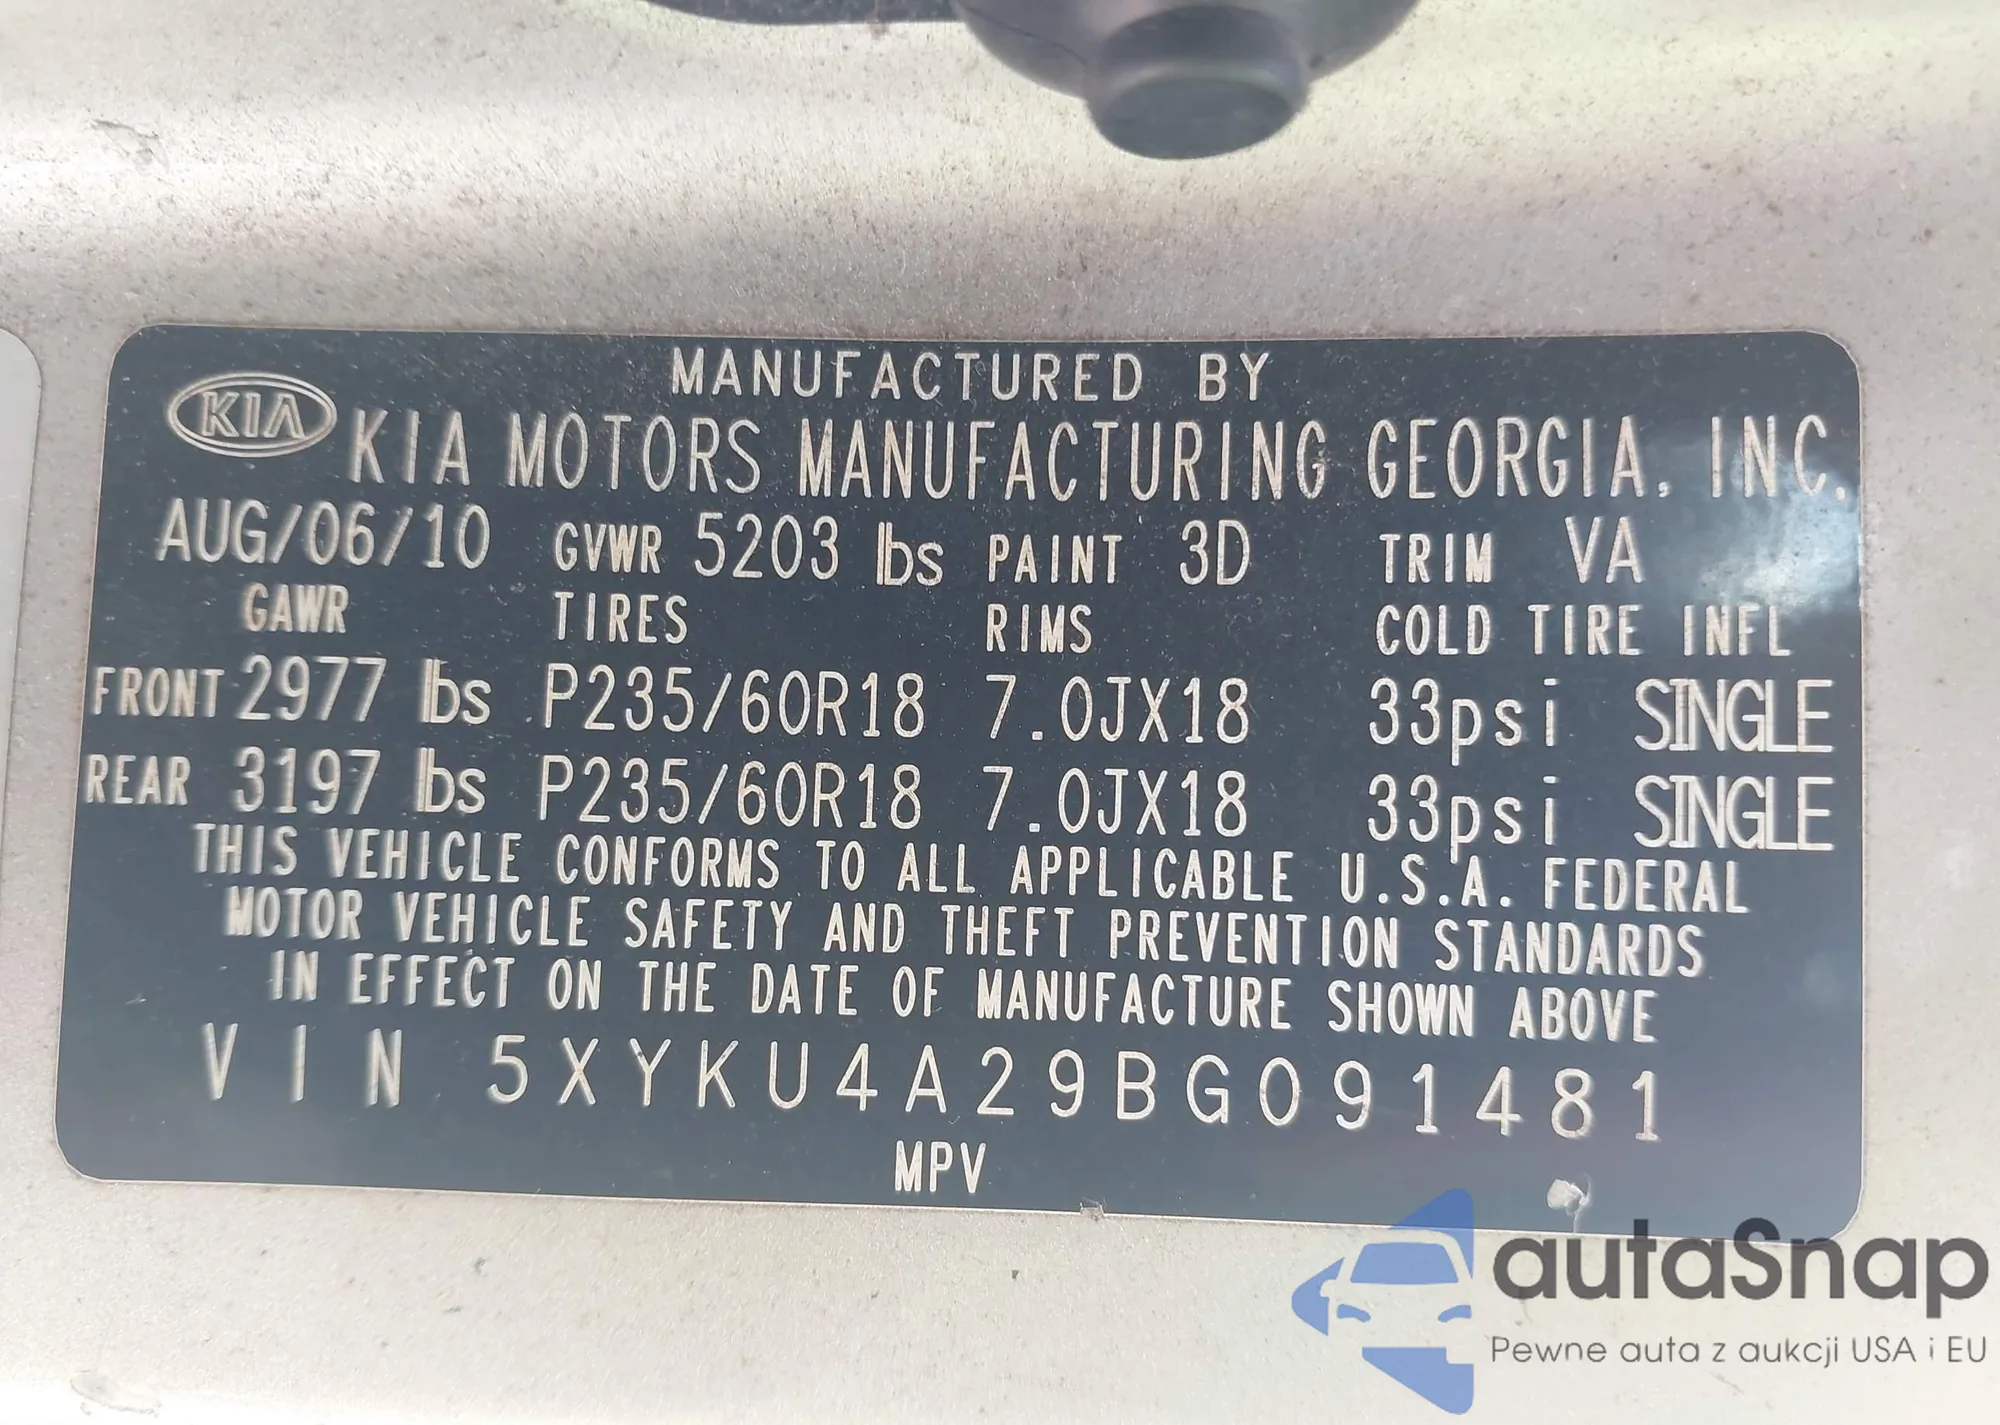 MANUFACTURED BY
KIA KIA MOTORS MANUFACTURING GEORGIA, INC.
AUG/06/10 GVWR 5203 lbs PAINT 3D TRIM VA
GAWR TIRES RIMS COLD TIRE INFL
FRONT 2977 lbs P235/60R18 7.0JX18 33psi SINGLE
REAR 3197 lbs P235/60R18 7.0JX18 33psi SINGLE
THIS VEHICLE CONFORMS TO ALL APPLICABLE U.S.A. FEDERAL
MOTOR VEHICLE SAFETY AND THEFT PREVENTION STANDARDS
IN EFFECT ON THE DATE OF MANUFACTURE SHOWN ABOVE
VIN 5XYKU4A29BG091481
MPV
autaSnap
Pewne auta z aukcji USA i EU